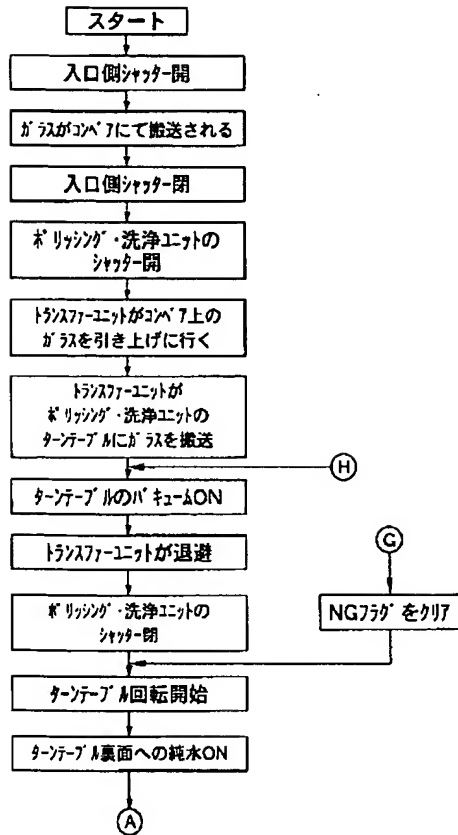 スタート
入口側シャッター開
ガラスがコンベアにて搬送される
入口側シャッター閉
ポリッシング・洗浄ユニットの
シャッター開
トランスファーユニットがコンベア上の
ガラスを引き上げに行く
トランスファーユニットが
ポリッシング・洗浄ユニットの
ターンテーブルにガラスを搬送
H
ターンテーブルのバキュームON
トランスファーユニットが退避
G
ポリッシング・洗浄ユニットの
シャッター閉
NGフラグをクリア
ターンテーブル回転開始
ターンテーブル裏面への純水ON
A